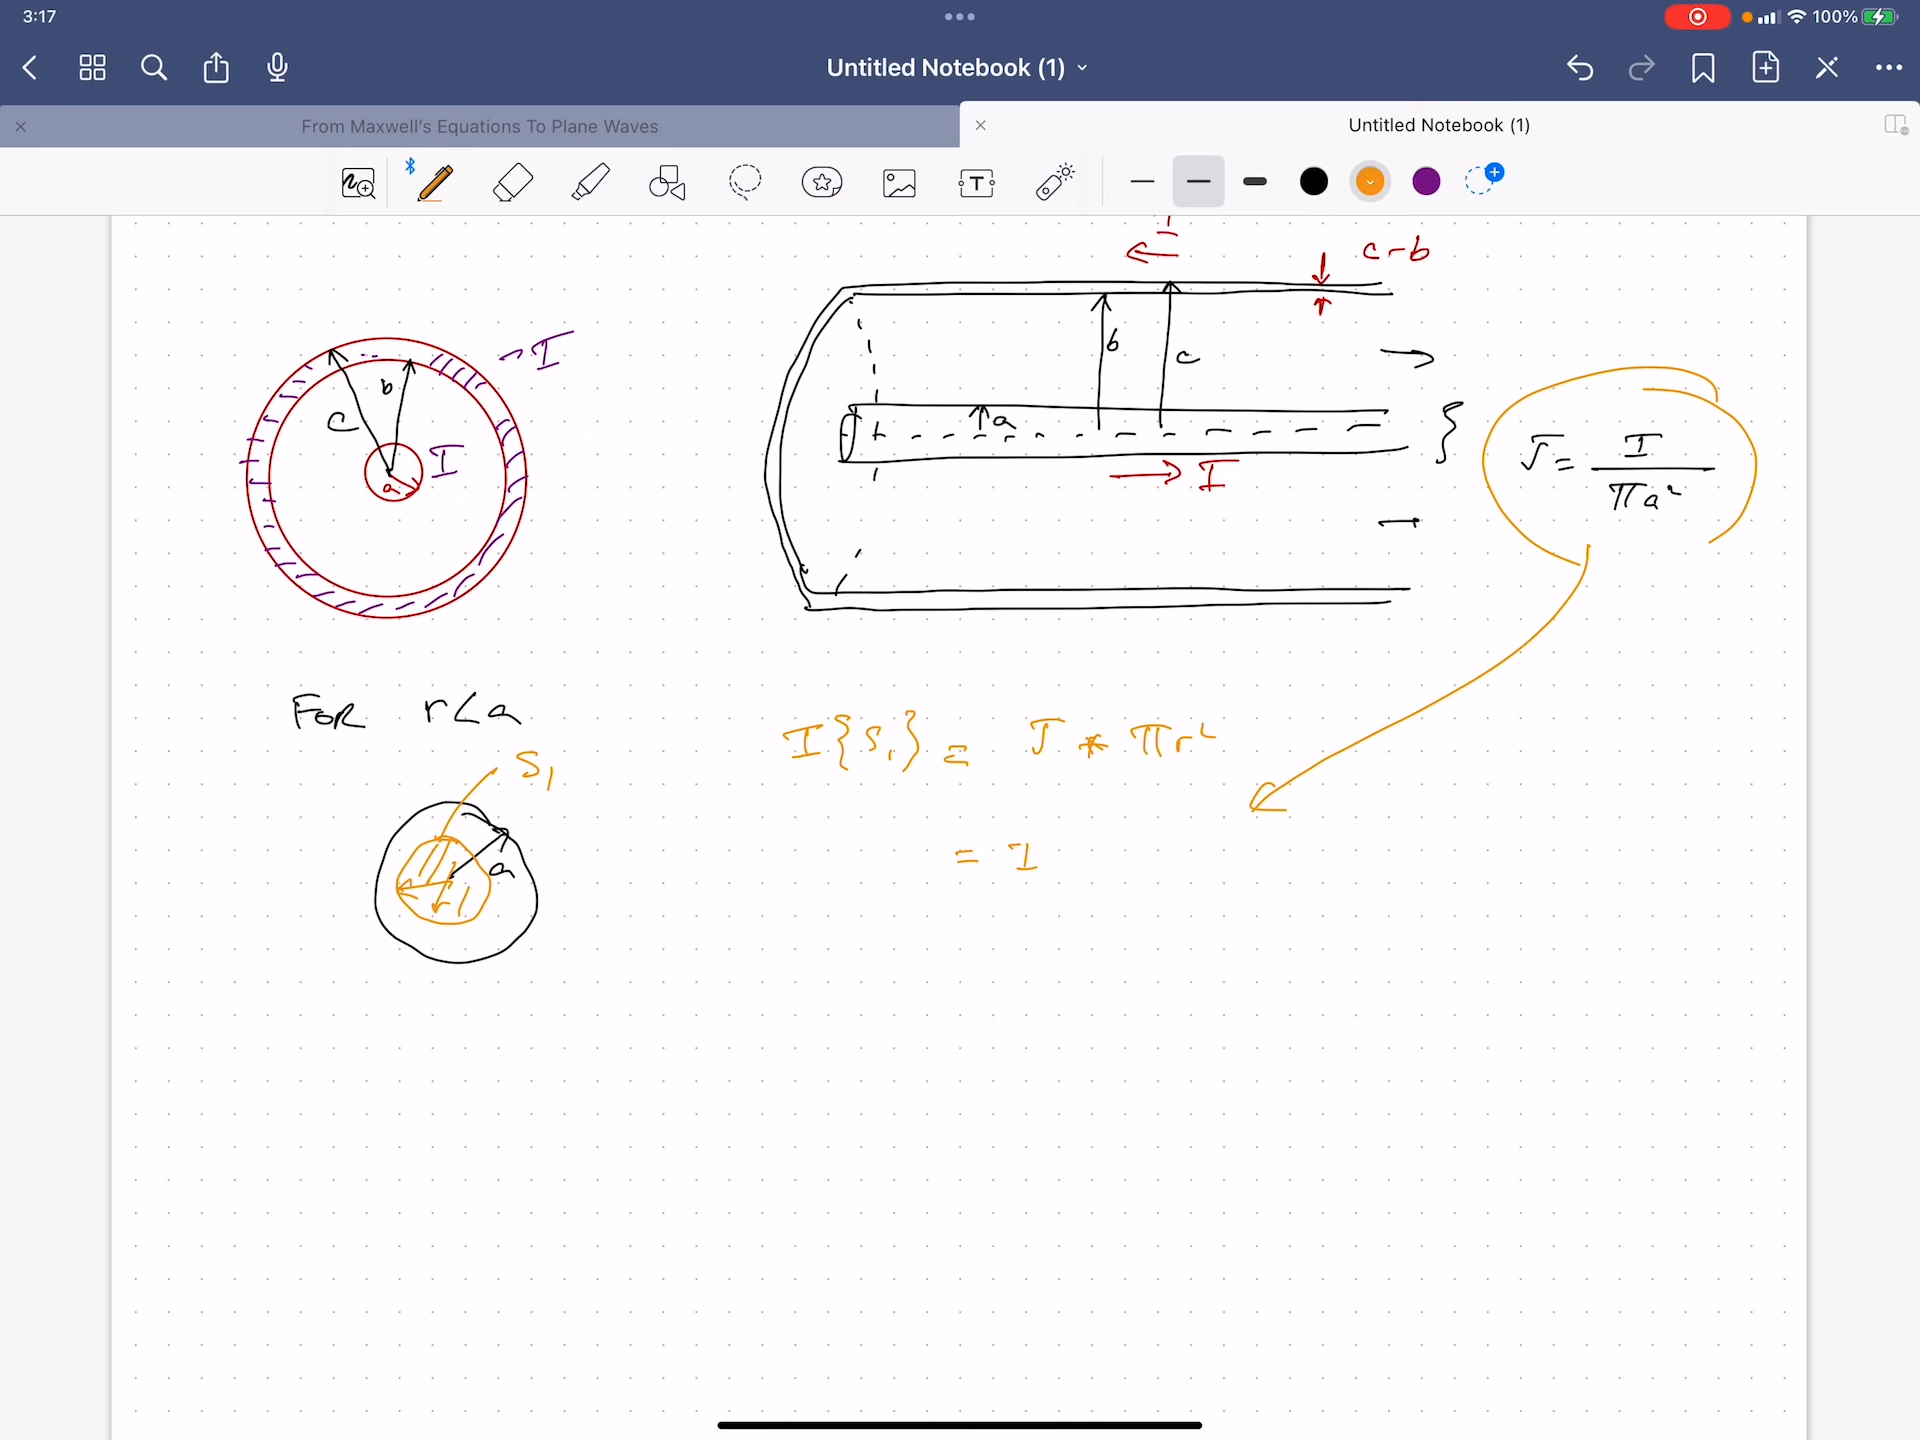 3:17
100%
Untitled Notebook (1)
From Maxwell's Equations To Plane Waves
Untitled Notebook (1)
T
I
c-b
-I
b
c
b
c
a
I
a
I
J = I / πa²
FOR r<a
I{S₁} = J * πr²
S₁
a
= I
r